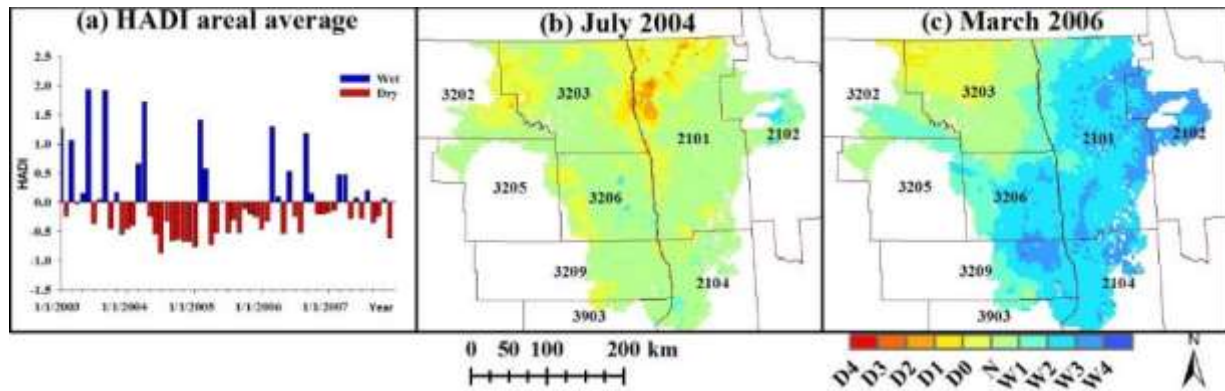 (a) HADI areal average
2.5
2.0
1.5
1.0
0.5
0.0
-0.5
-1.0
-1.5
HADI
Wet
Dry
1/1/2003 1/1/2004 1/1/2005 1/1/2006 1/1/2007 Year
(b) July 2004
3202
3203
2101
2102
3205
3206
3209
2104
3903
0 50 100 200 km
(c) March 2006
3202
3203
2101
2102
3205
3206
3209
2104
3903
D4 D3 D2 D1 D0 N W1 W2 W3 W4
N